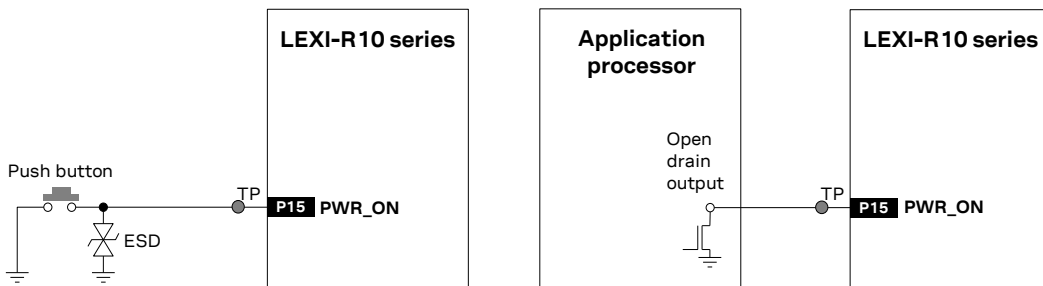 LEXI-R10 series
Push button
TP
P15 PWR_ON
ESD
Application
processor
Open
drain
output
LEXI-R10 series
TP
P15 PWR_ON